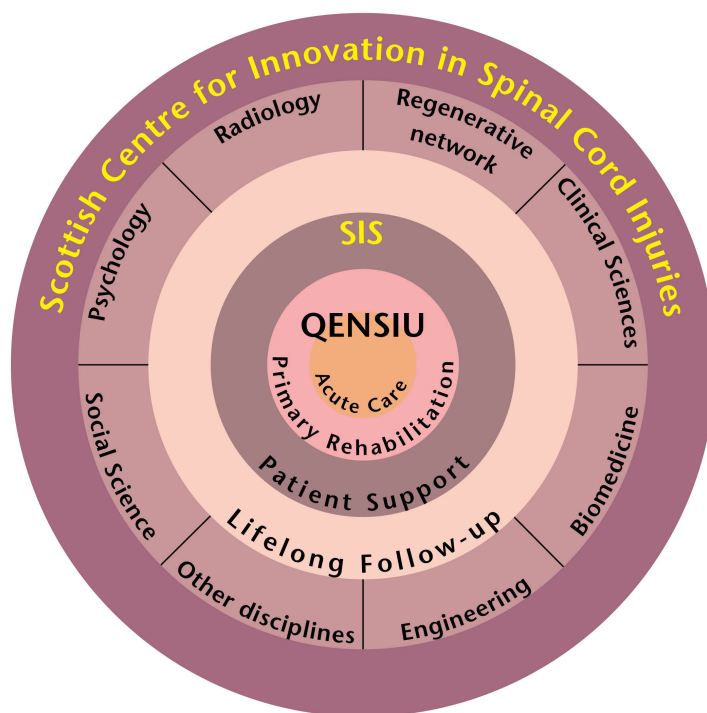 Scottish Centre for Innovation in Spinal Cord Injuries
Radiology
Regenerative
network
Clinical Sciences
Biomedicine
Engineering
Other disciplines
Social Science
Psychology
SIS
QENSIU
Acute Care
Primary Rehabilitation
Patient Support
Lifelong Follow-up